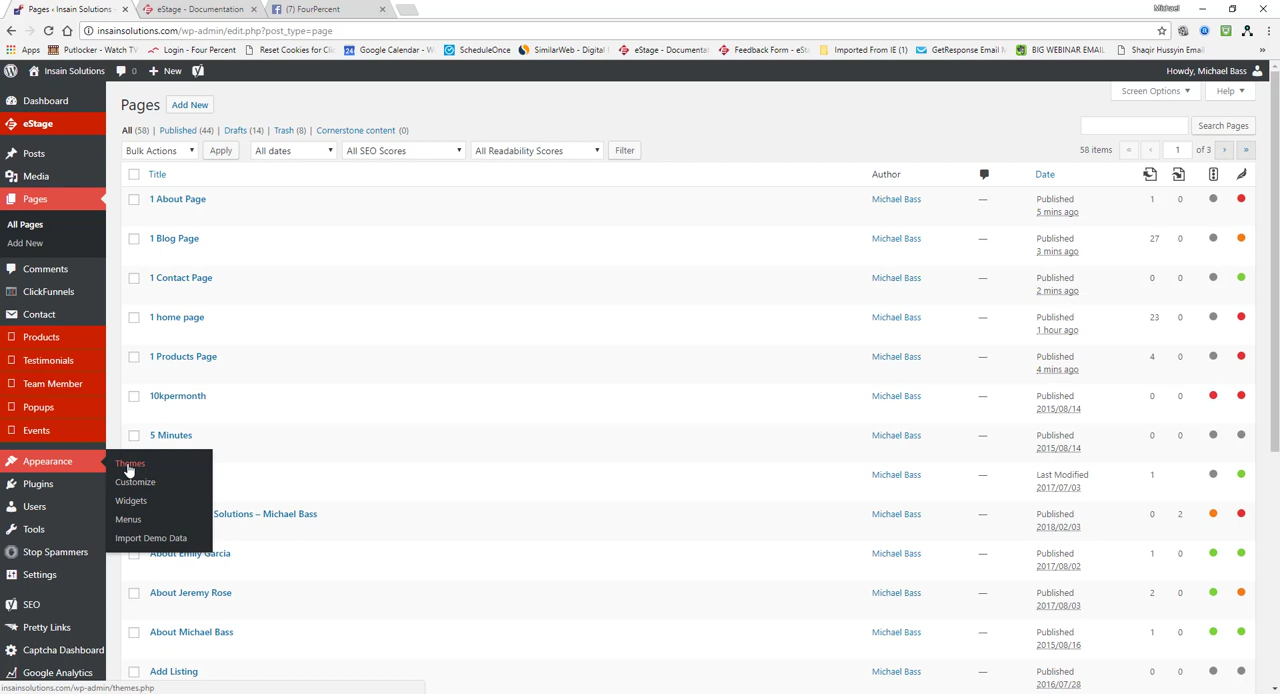 Pages ‹ Insain Solutions
eStage - Documentation
(7) FourPercent
Michael
insainsolutions.com/wp-admin/edit.php?post_type=page
Apps
Putlocker - Watch TV
Login - Four Percent
Reset Cookies for Cli
Google Calendar - W
ScheduleOnce
SimilarWeb - Digital
eStage - Documentat
Feedback Form - eSt
Imported From IE (1)
GetResponse Email M
BIG WEBINAR EMAIL
Shaqir Hussyin Email
»
Insain Solutions
0
New
Howdy, Michael Bass
Dashboard
eStage
Posts
Media
Pages
All Pages
Add New
Comments
ClickFunnels
Contact
Products
Testimonials
Team Member
Popups
Events
Appearance
Plugins
Users
Tools
Stop Spammers
Settings
SEO
Pretty Links
Captcha Dashboard
Google Analytics
Themes
Customize
Widgets
Menus
Import Demo Data
Screen Options
Help
Pages Add New
All (58) | Published (44) | Drafts (14) | Trash (8) | Cornerstone content (0)
Search Pages
Bulk Actions Apply All dates All SEO Scores All Readability Scores Filter
58 items « ‹ 1 of 3 › »
Title Author Date
1 About Page Michael Bass — Published 1 0
5 mins ago
1 Blog Page Michael Bass — Published 27 0
3 mins ago
1 Contact Page Michael Bass — Published 0 0
2 mins ago
1 home page Michael Bass — Published 23 0
1 hour ago
1 Products Page Michael Bass — Published 4 0
4 mins ago
10kpermonth Michael Bass — Published 0 0
2015/08/14
5 Minutes Michael Bass — Published 0 0
2015/08/14
Michael Bass — Last Modified 1
2017/07/03
Solutions – Michael Bass Michael Bass — Published 0 2
2018/02/03
About Emily Garcia Michael Bass — Published 1 0
2017/08/02
About Jeremy Rose Michael Bass — Published 2 0
2017/08/03
About Michael Bass Michael Bass — Published 1 0
2015/08/16
Add Listing Michael Bass — Published 0 0
2016/07/28
insainsolutions.com/wp-admin/themes.php